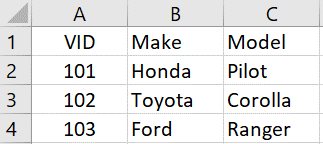 A B C
1 VID Make Model
2 101 Honda Pilot
3 102 Toyota Corolla
4 103 Ford Ranger